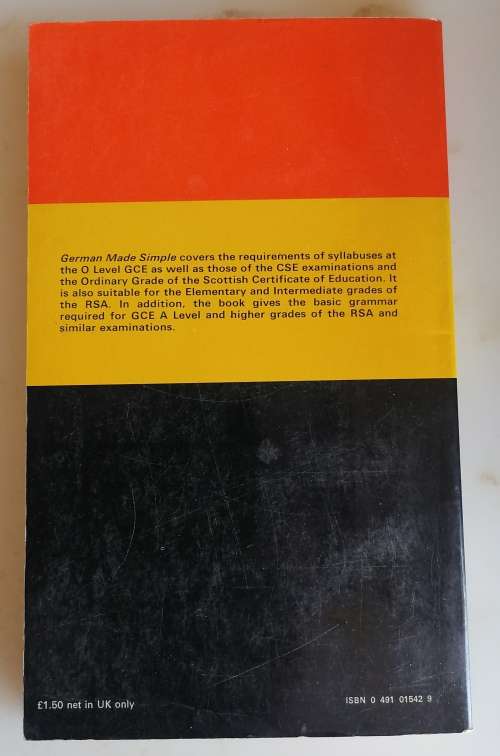 German Made Simple covers the requirements of syllabuses at
the O Level GCE as well as those of the CSE examinations and
the Ordinary Grade of the Scottish Certificate of Education. It
is also suitable for the Elementary and Intermediate grades of
the RSA. In addition, the book gives the basic grammar
required for GCE A Level and higher grades of the RSA and
similar examinations.
£1.50 net in UK only
ISBN 0 491 01542 9